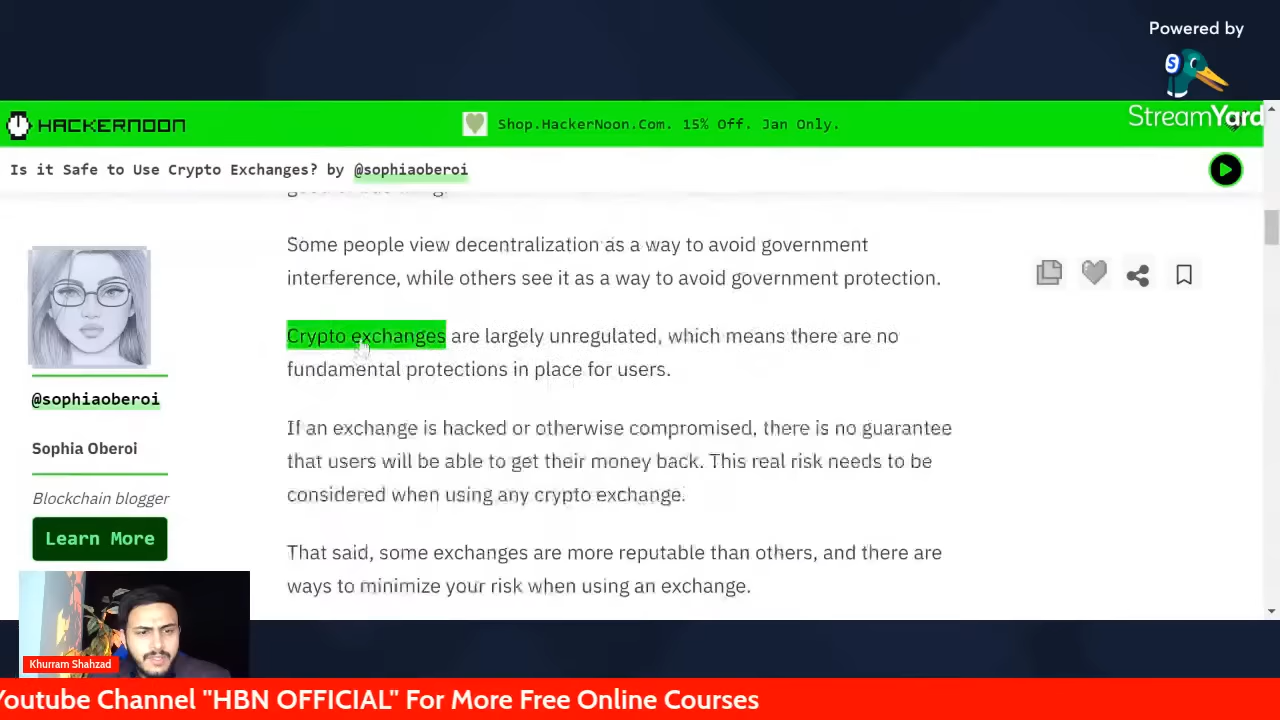 Powered by
S
StreamYard
HACKERNOON
Shop.HackerNoon.Com. 15% Off. Jan Only.
Is it Safe to Use Crypto Exchanges? by @sophiaoberoi
Some people view decentralization as a way to avoid government
interference, while others see it as a way to avoid government protection.
Crypto exchanges are largely unregulated, which means there are no
fundamental protections in place for users.
If an exchange is hacked or otherwise compromised, there is no guarantee
that users will be able to get their money back. This real risk needs to be
considered when using any crypto exchange.
That said, some exchanges are more reputable than others, and there are
ways to minimize your risk when using an exchange.
@sophiaoberoi
Sophia Oberoi
Blockchain blogger
Learn More
Khurram Shahzad
Youtube Channel "HBN OFFICIAL" For More Free Online Courses